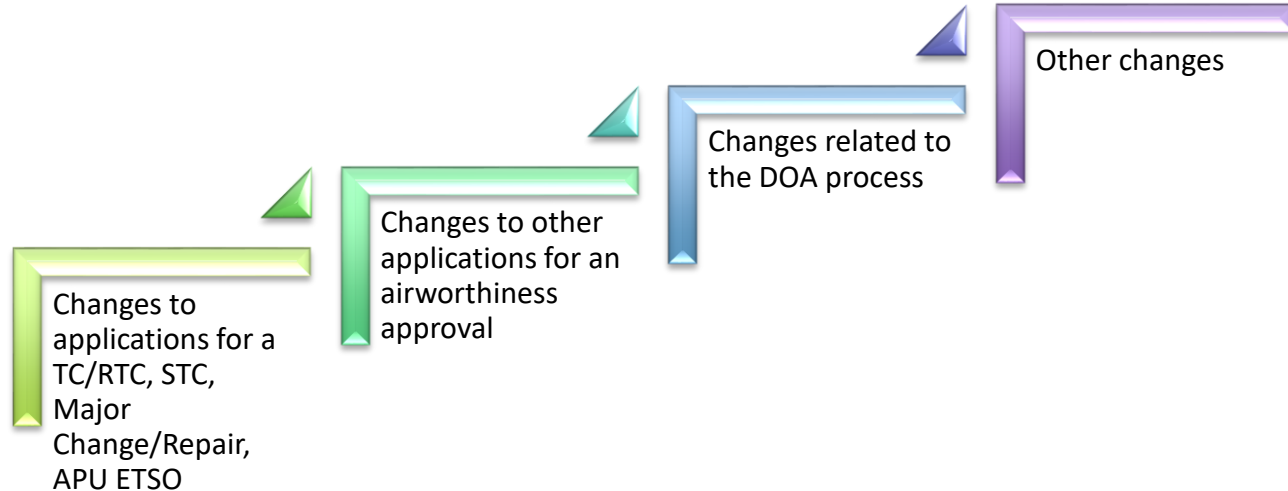 Changes to
applications for a
TC/RTC, STC,
Major
Change/Repair,
APU ETSO
Changes to other
applications for an
airworthiness
approval
Changes related to
the DOA process
Other changes